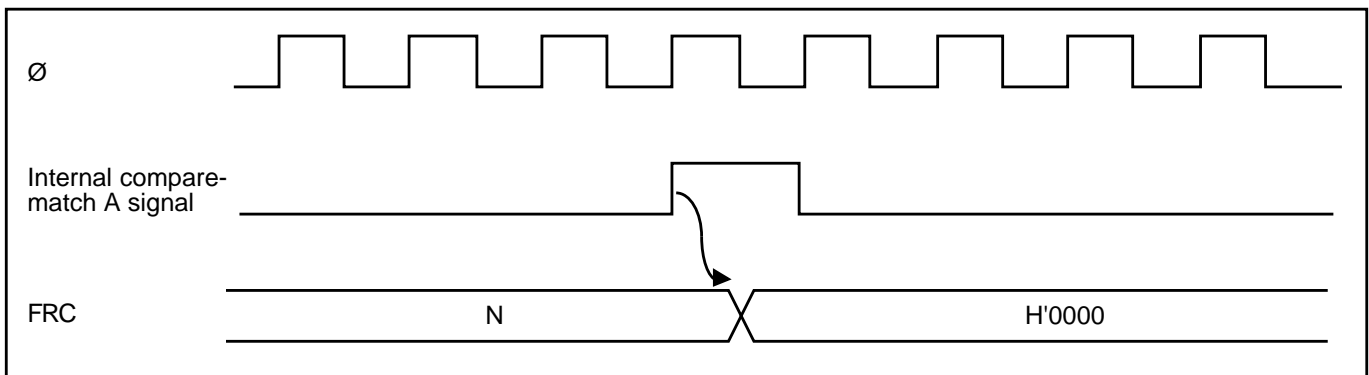 Ø
Internal compare-
match A signal
FRC
N
H'0000